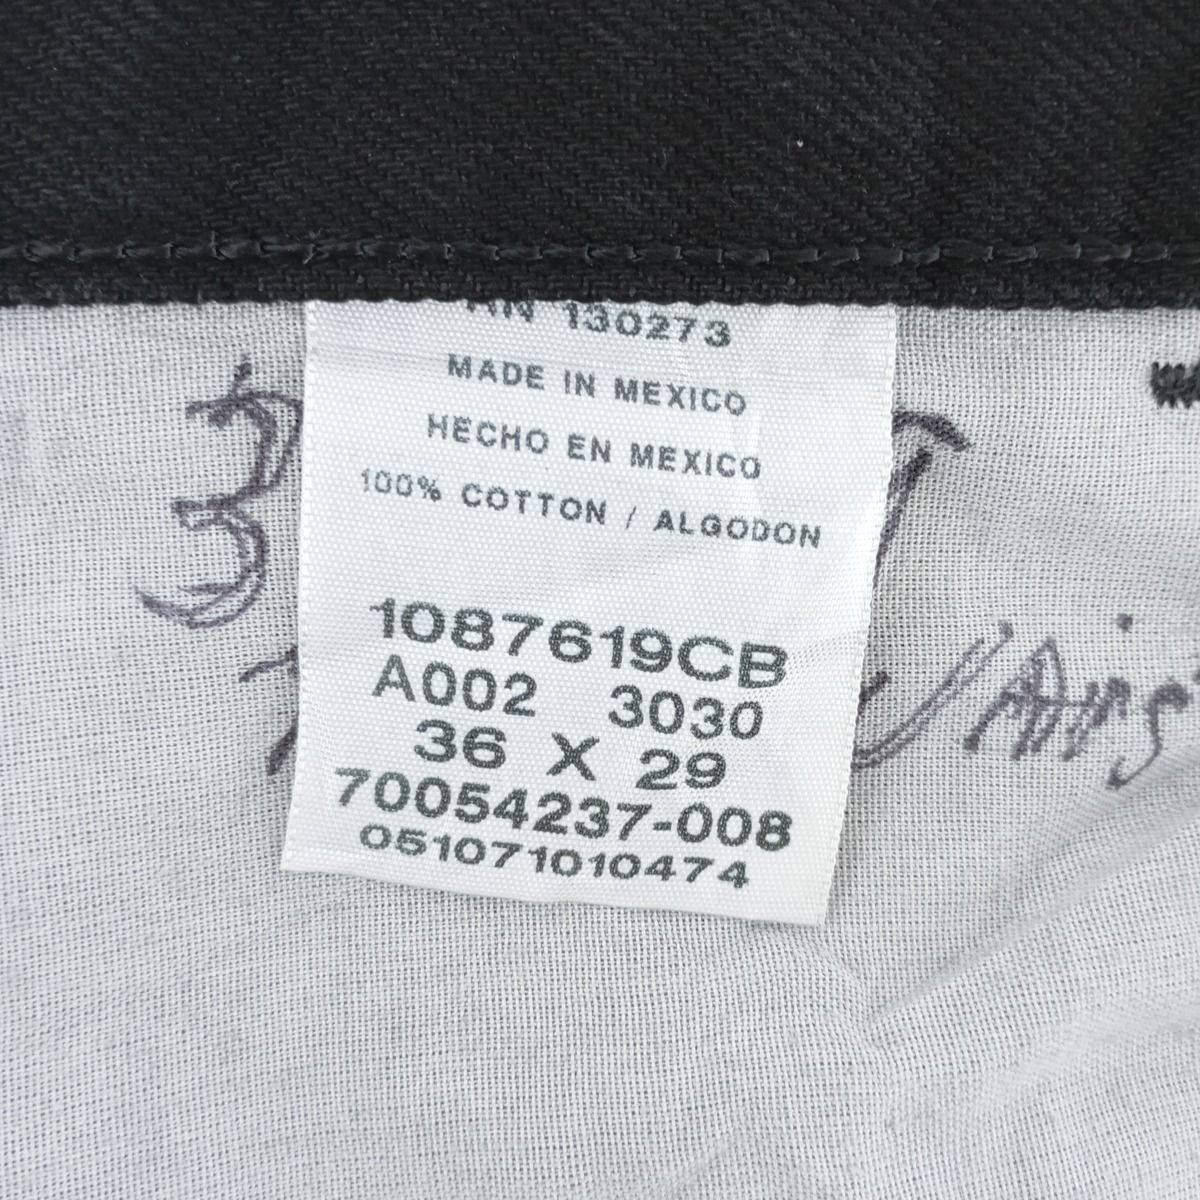 RN 130273
MADE IN MEXICO
HECHO EN MEXICO
100% COTTON / ALGODON
1087619CB
A002 3030
36 X 29
70054237-008
051071010474
3